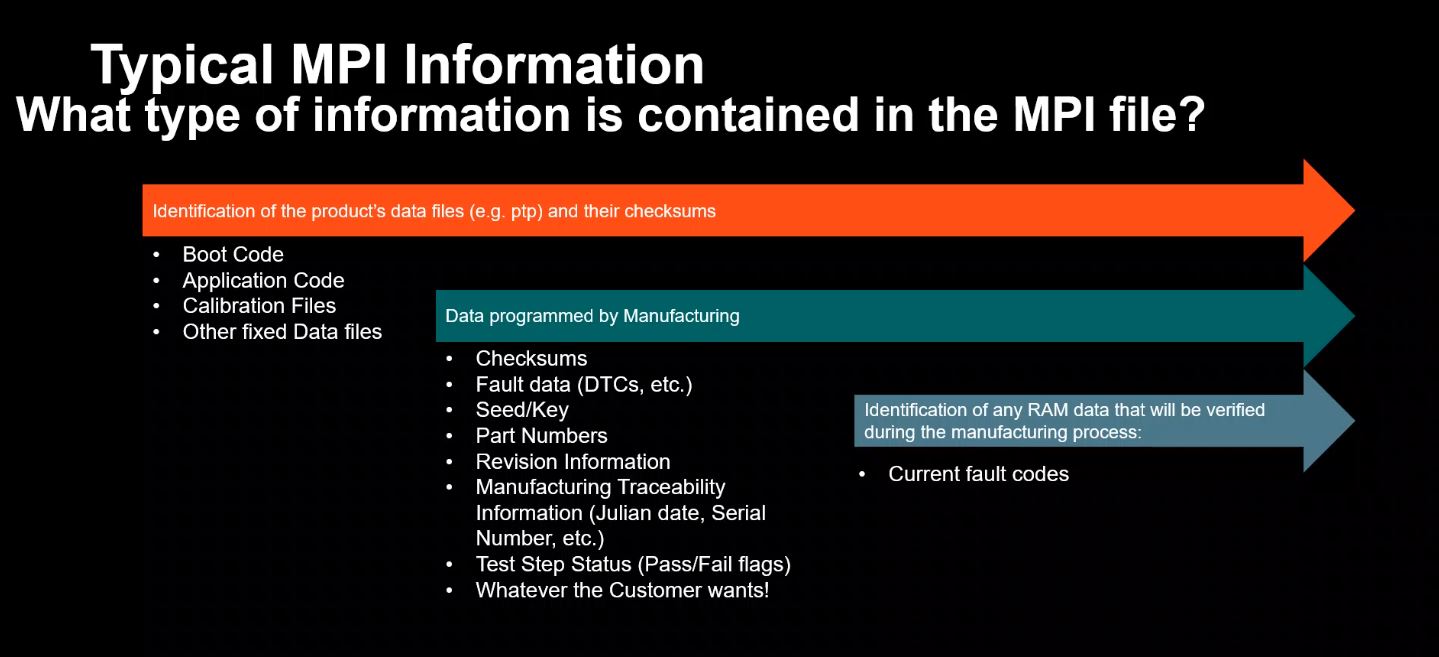 Typical MPI Information
What type of information is contained in the MPI file?
Identification of the product's data files (e.g. ptp) and their checksums
• Boot Code
• Application Code
• Calibration Files
• Other fixed Data files
Data programmed by Manufacturing
• Checksums
• Fault data (DTCs, etc.)
• Seed/Key
• Part Numbers
• Revision Information
• Manufacturing Traceability
Information (Julian date, Serial
Number, etc.)
• Test Step Status (Pass/Fail flags)
• Whatever the Customer wants!
Identification of any RAM data that will be verified
during the manufacturing process:
• Current fault codes